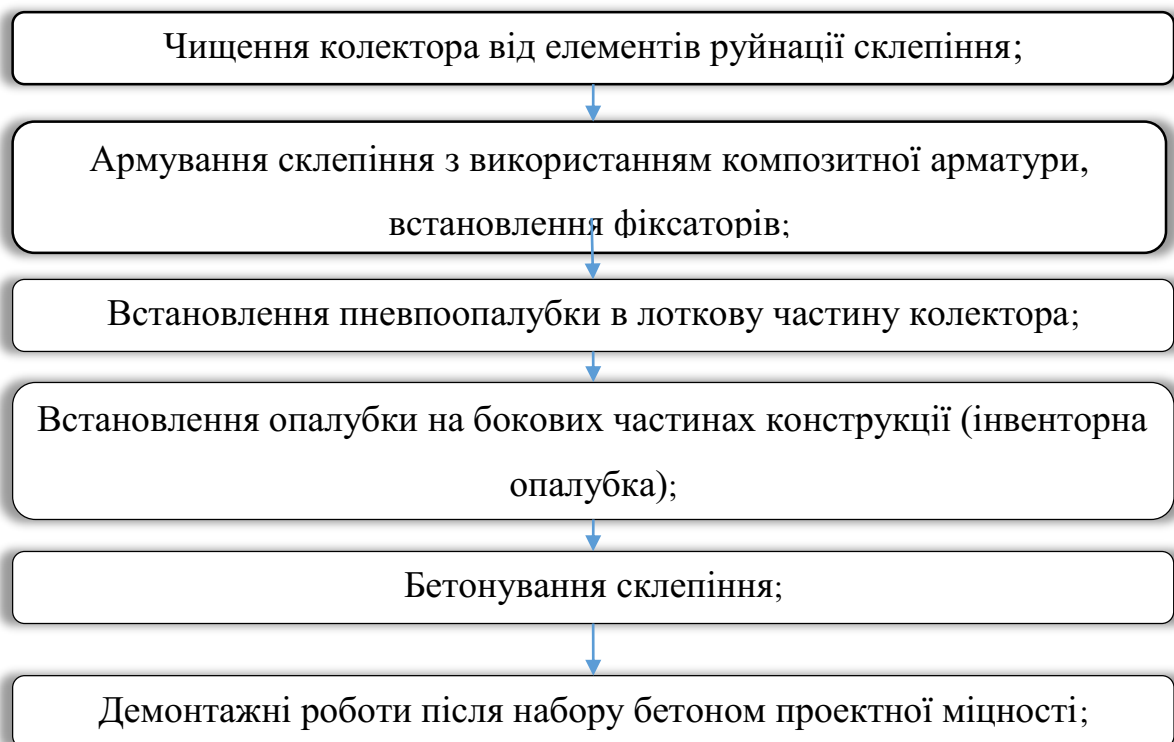 Чищення колектора від елементів руйнації склепіння;
Армування склепіння з використанням композитної арматури,
встановлення фіксаторів;
Встановлення пневпоопалубки в лоткову частину колектора;
Встановлення опалубки на бокових частинах конструкції (інвенторна
опалубка);
Бетонування склепіння;
Демонтажні роботи після набору бетоном проектної міцності;